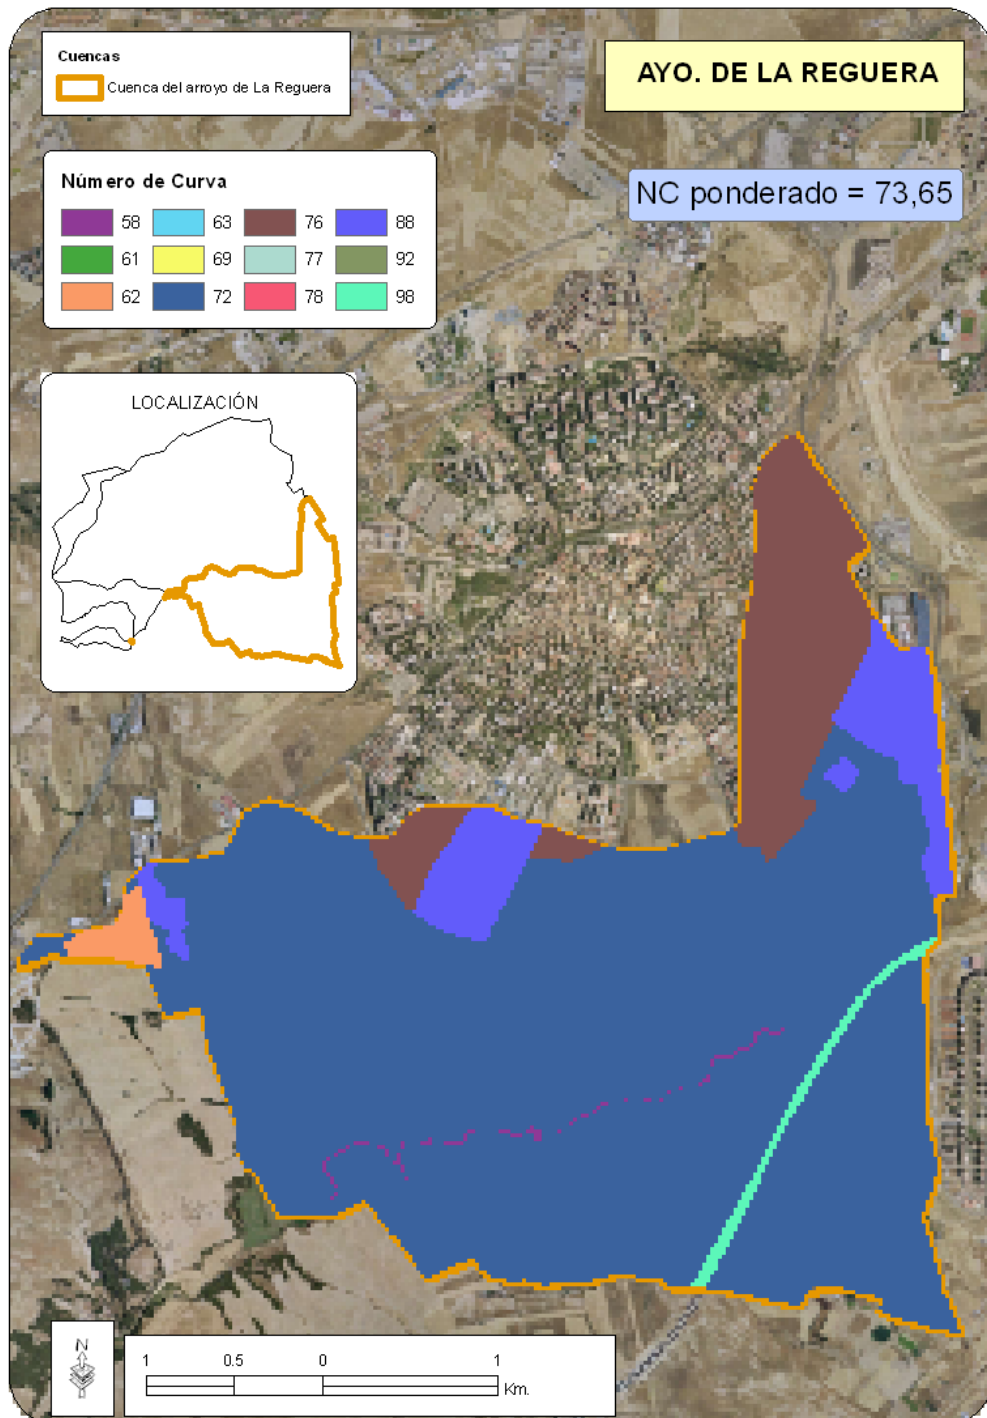 Cuencas
Cuenca del arroyo de La Reguera
AYO. DE LA REGUERA
Número de Curva
58 63 76 88
61 69 77 92
62 72 78 98
NC ponderado = 73,65
LOCALIZACIÓN
N
1 0.5 0 1
Km.